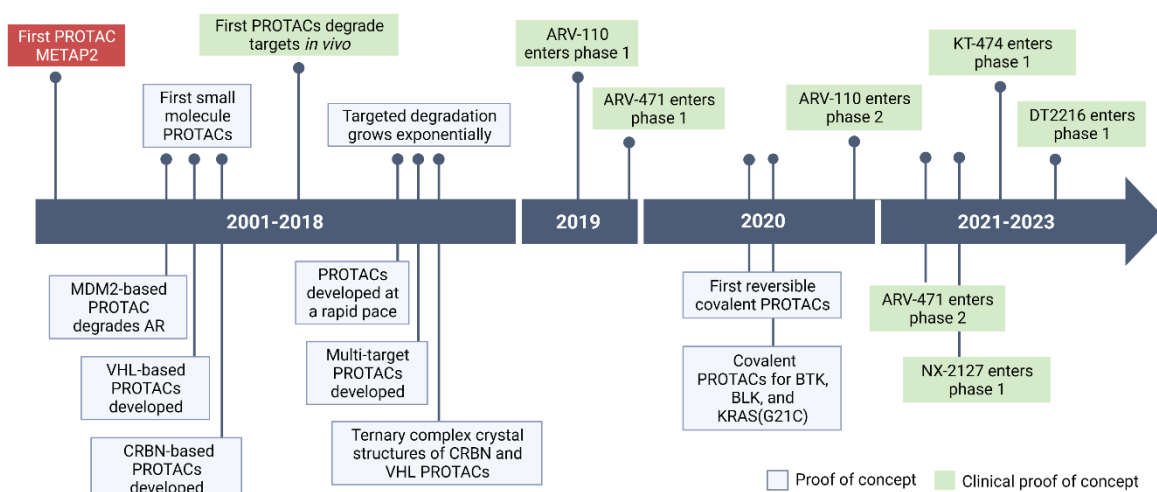 First PROTAC
METAP2
First PROTACs degrade
targets in vivo
First small
molecule
PROTACs
Targeted degradation
grows exponentially
ARV-110
enters phase 1
ARV-471 enters
phase 1
ARV-110 enters
phase 2
KT-474 enters
phase 1
DT2216 enters
phase 1
2001-2018
2019
2020
2021-2023
MDM2-based
PROTAC
degrades AR
VHL-based
PROTACs
developed
CRBN-based
PROTACs
developed
PROTACs
developed at
a rapid pace
Multi-target
PROTACs
developed
Ternary complex crystal
structures of CRBN and
VHL PROTACs
First reversible
covalent PROTACs
Covalent
PROTACs for BTK,
BLK, and
KRAS(G21C)
ARV-471 enters
phase 2
NX-2127 enters
phase 1
Proof of concept
Clinical proof of concept